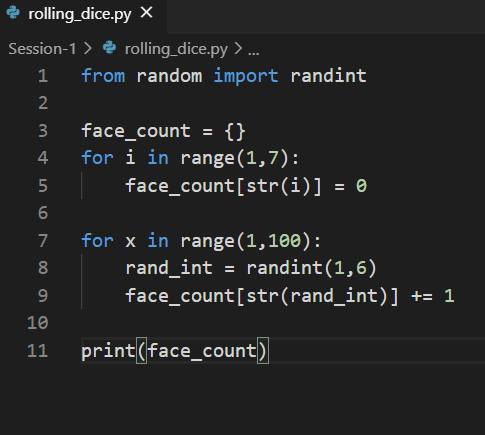 rolling_dice.py ×
Session-1 > rolling_dice.py > ...
1 from random import randint
2
3 face_count = {}
4 for i in range(1,7):
5     face_count[str(i)] = 0
6
7 for x in range(1,100):
8     rand_int = randint(1,6)
9     face_count[str(rand_int)] += 1
10
11 print(face_count)